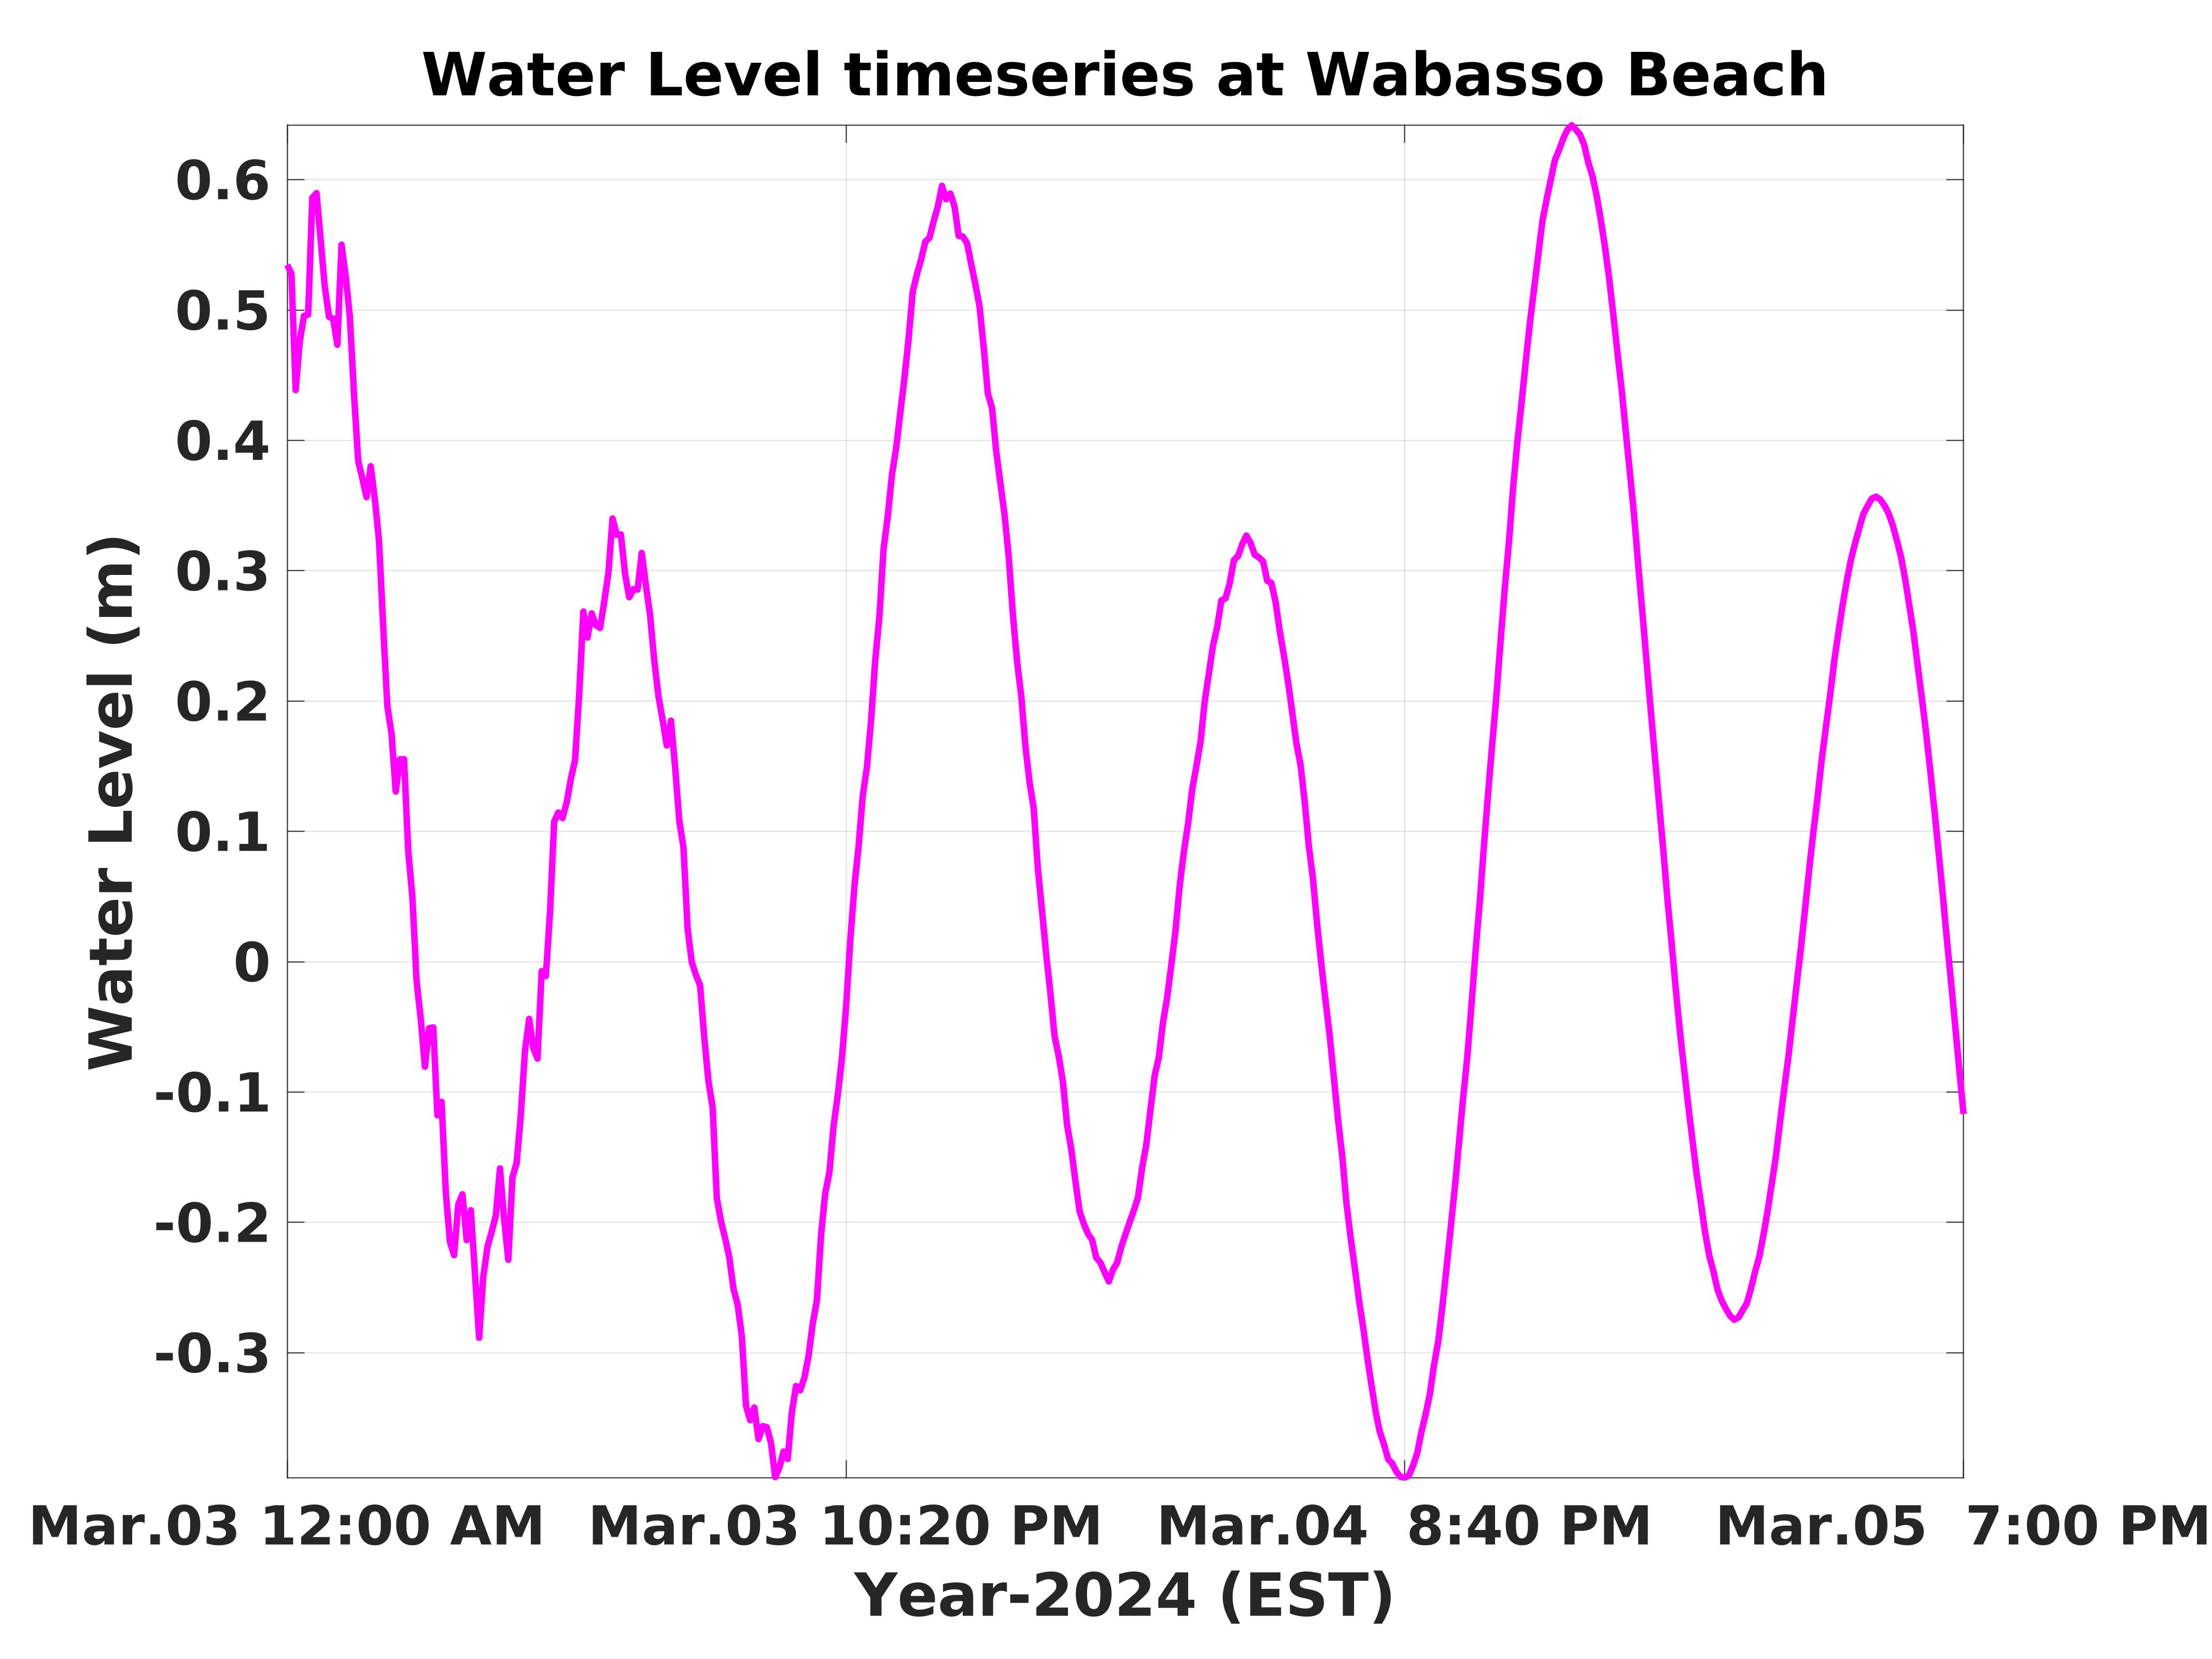 Water Level timeseries at Wabasso Beach
Water Level (m)
0.6
0.5
0.4
0.3
0.2
0.1
0
-0.1
-0.2
-0.3
Mar.03 12:00 AM Mar.03 10:20 PM Mar.04 8:40 PM Mar.05 7:00 PM
Year-2024 (EST)